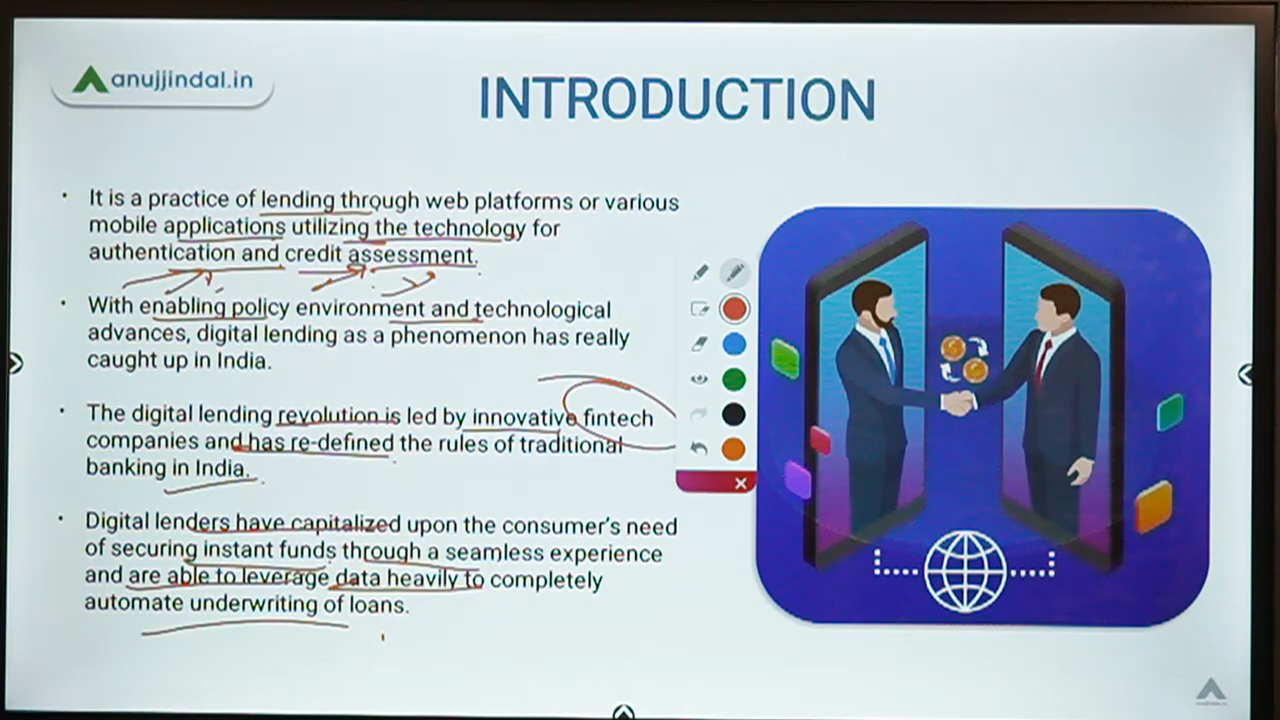 anujjindal.in
INTRODUCTION
It is a practice of lending through web platforms or various
mobile applications utilizing the technology for
authentication and credit assessment.
With enabling policy environment and technological
advances, digital lending as a phenomenon has really
caught up in India.
The digital lending revolution is led by innovative fintech
companies and has re-defined the rules of traditional
banking in India.
Digital lenders have capitalized upon the consumer's need
of securing instant funds through a seamless experience
and are able to leverage data heavily to completely
automate underwriting of loans.